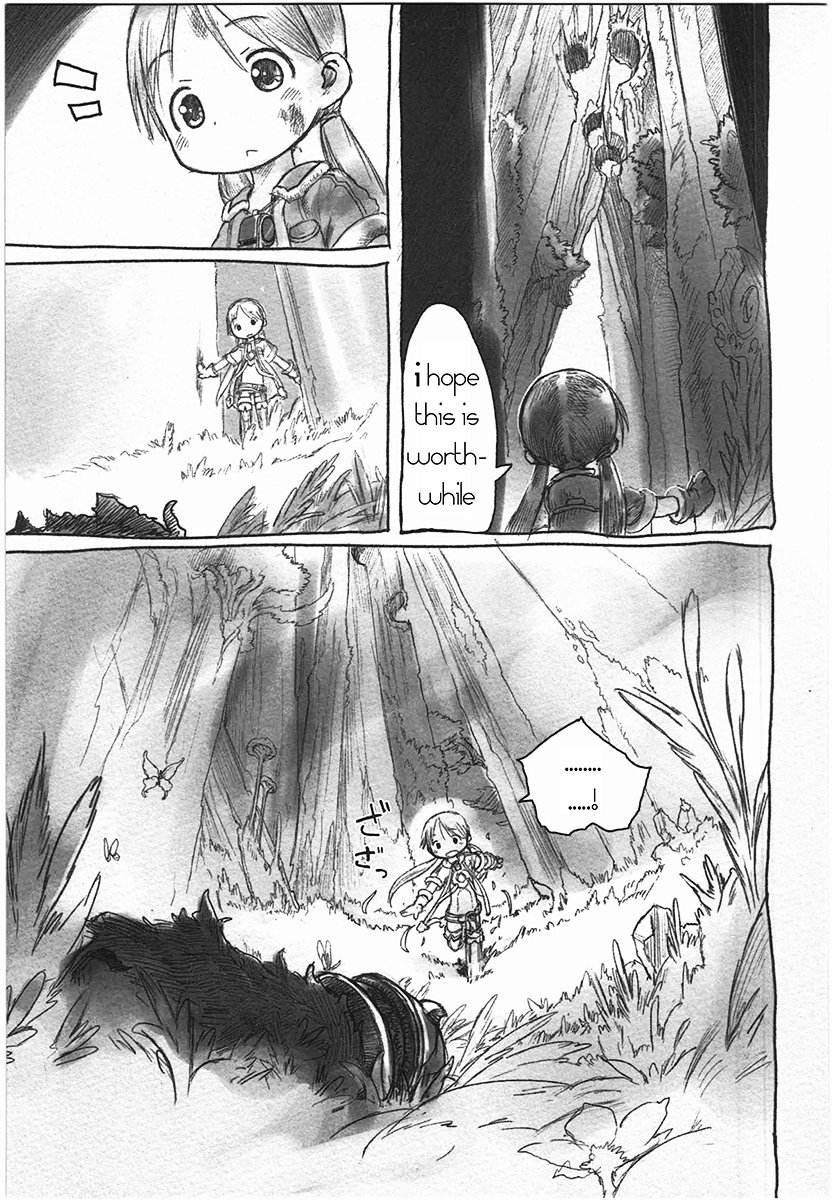 i hope
this is
worth-
while
........
.....!。
ざ
ざっ